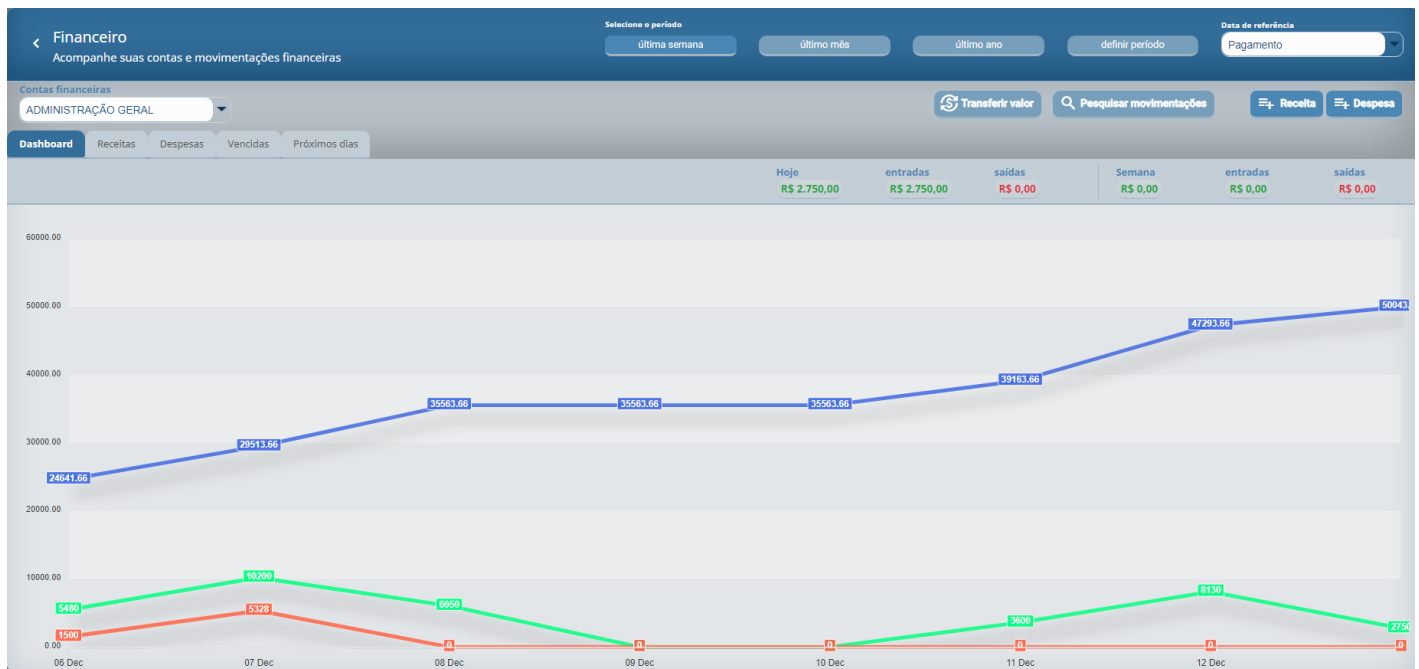 Financeiro
Acompanhe suas contas e movimentações financeiras
Selecione o período
última semana
último mês
último ano
definir período
Data de referência
Pagamento
Contas financeiras
ADMINISTRAÇÃO GERAL
Transferir valor
Pesquisar movimentações
Receita
Despesa
Dashboard
Receitas
Despesas
Vencidas
Próximos dias
Hoje
R$ 2.750,00
entradas
R$ 2.750,00
saídas
R$ 0,00
Semana
R$ 0,00
entradas
R$ 0,00
saídas
R$ 0,00
60000.00
50000.00
40000.00
30000.00
20000.00
10000.00
0.00
24641.66
29513.66
35563.66
35563.66
35563.66
39163.66
47293.66
50043.
5480
10200
6050
3600
8130
2750
1500
5328
0
0
0
0
0
0
06 Dec
07 Dec
08 Dec
09 Dec
10 Dec
11 Dec
12 Dec